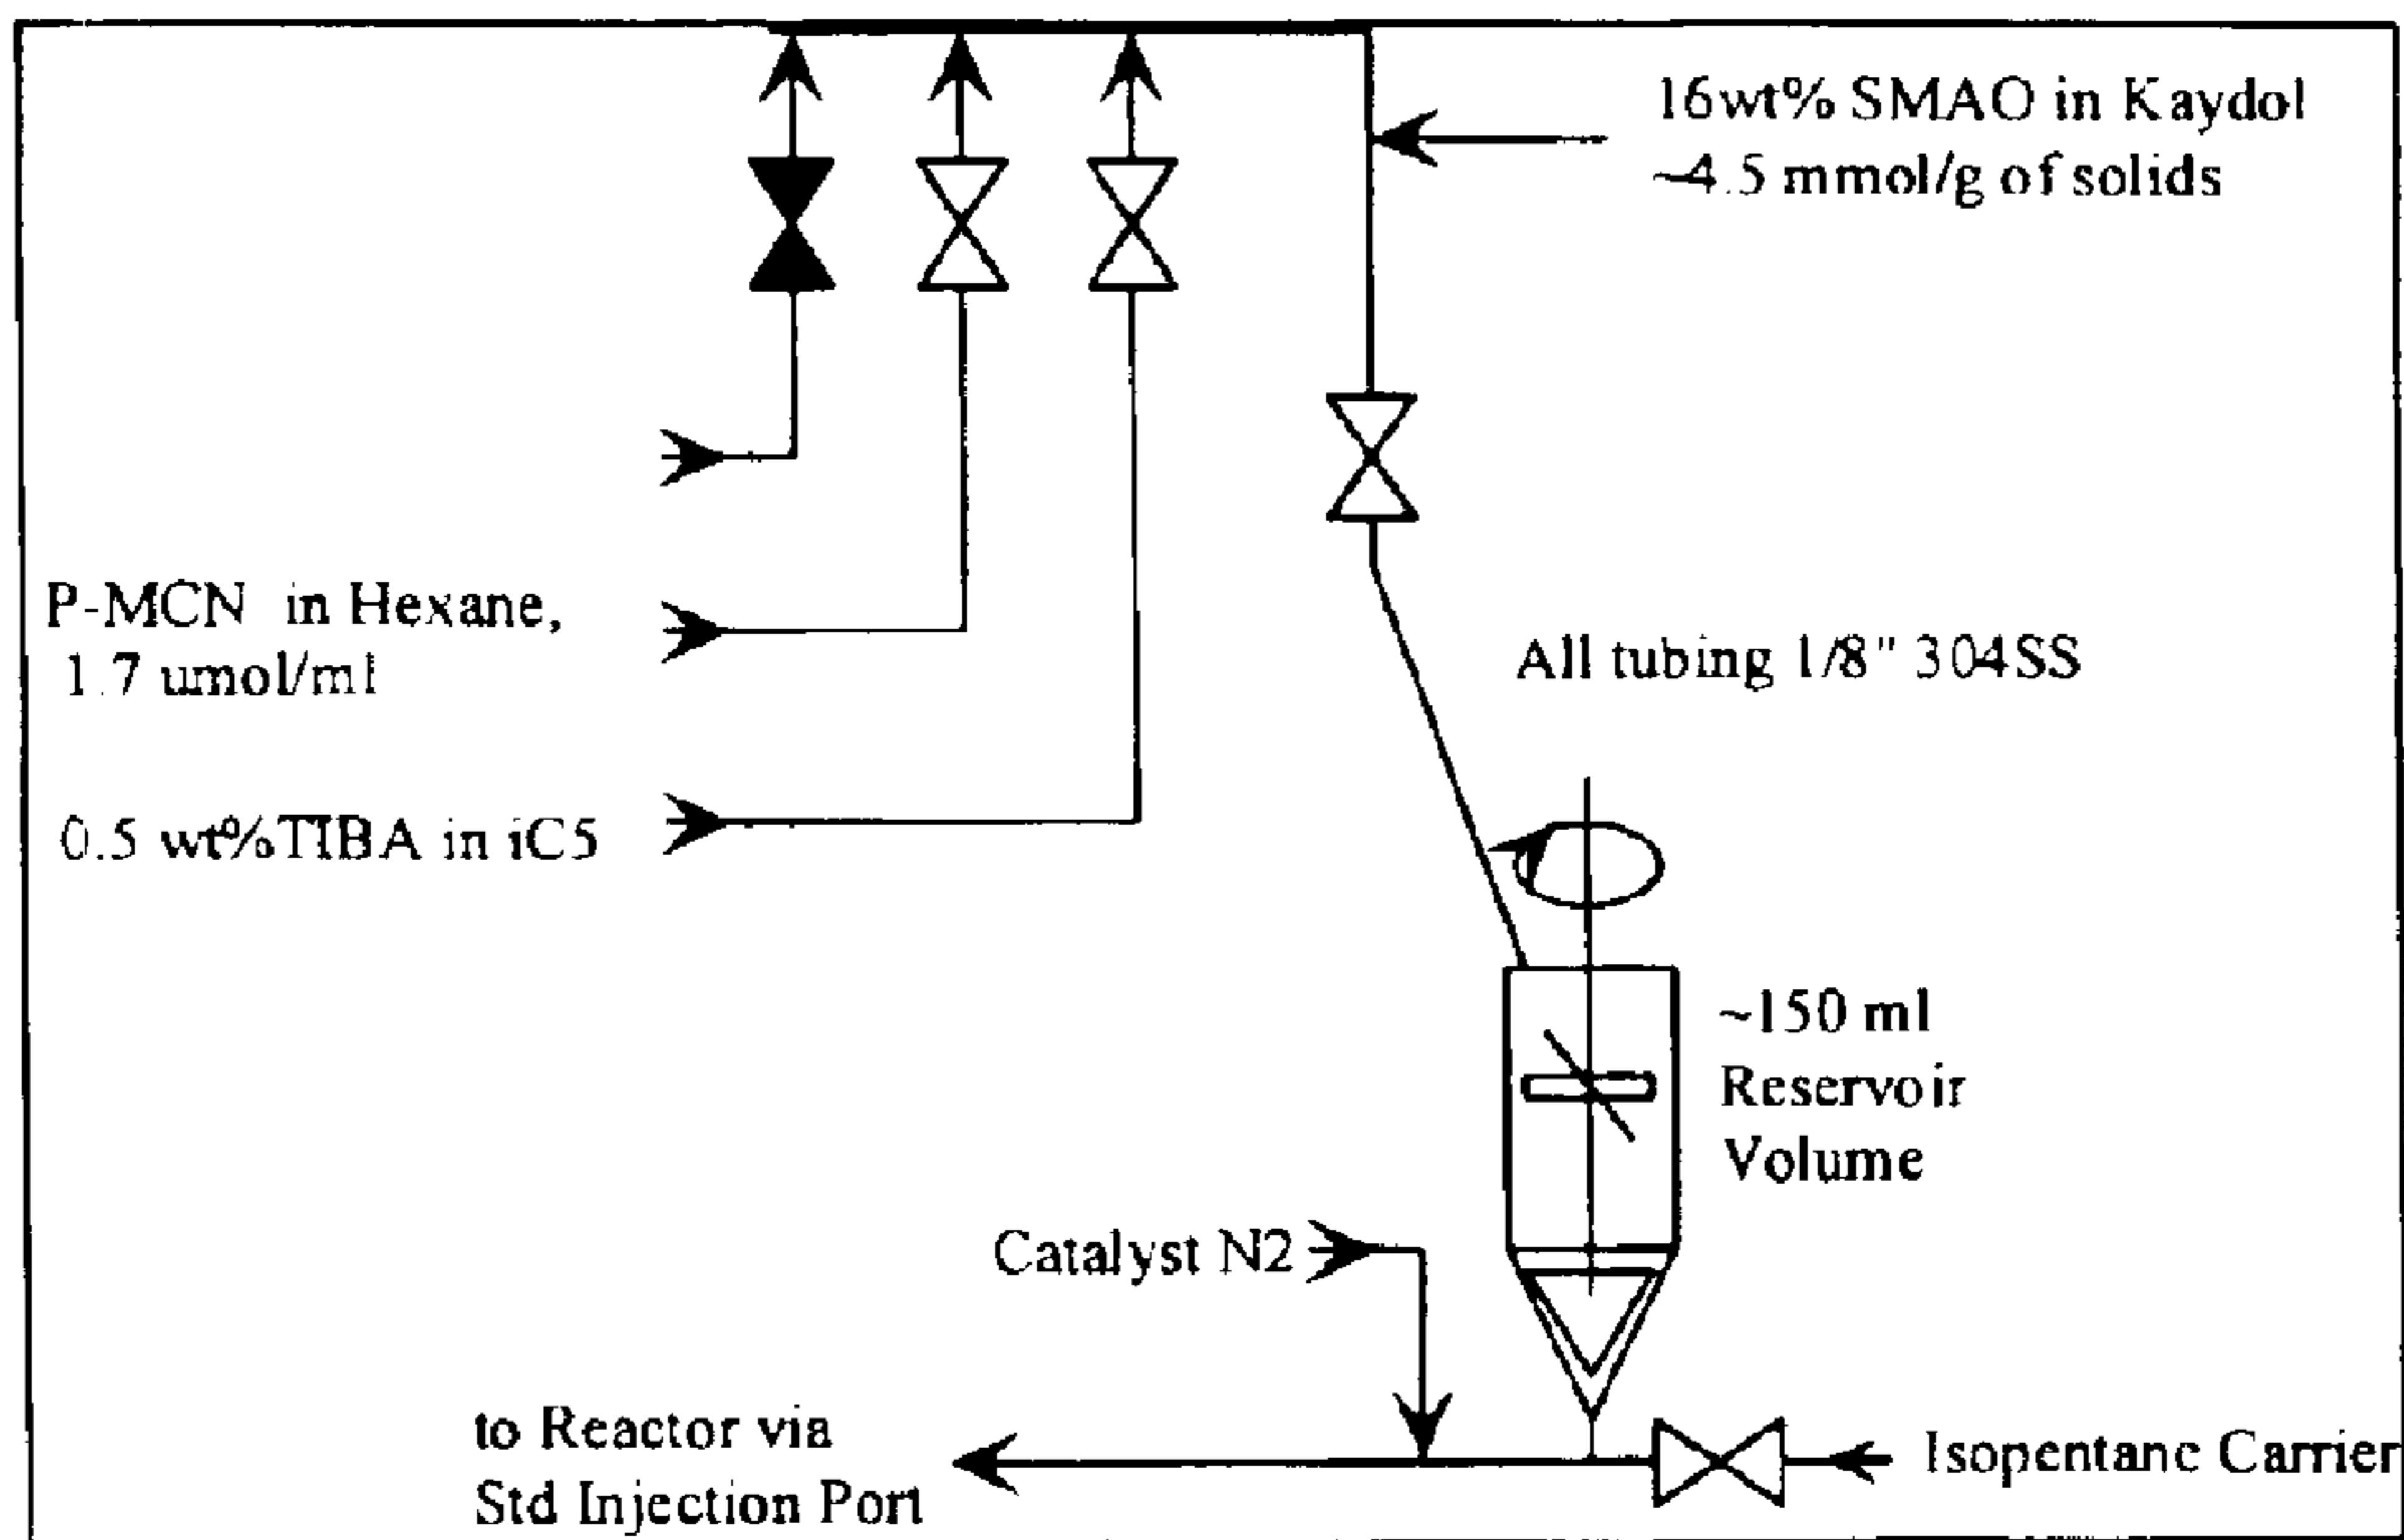 16wt% SMAO in Kaydol
~4.5 mmol/g of solids
P-MCN in Hexane,
1.7 umol/ml
All tubing 1/8" 304SS
0.5 wt%TIBA in iC5
~150 ml
Reservoir
Volume
Catalyst N2
to Reactor via
Std Injection Port
Isopentane Carrier